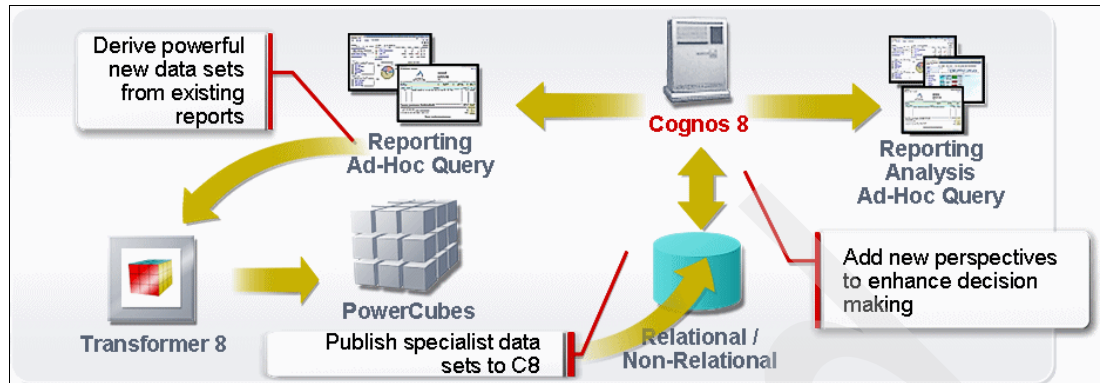 Derive powerful
new data sets
from existing
reports
Reporting
Ad-Hoc Query
Cognos 8
Reporting
Analysis
Ad-Hoc Query
Transformer 8
PowerCubes
Publish specialist data
sets to C8
Relational /
Non-Relational
Add new perspectives
to enhance decision
making